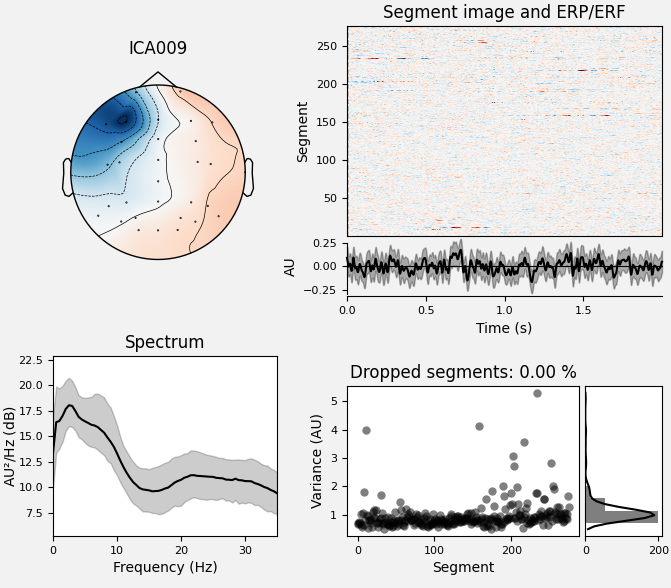 ICA009
Segment image and ERP/ERF
Segment
250
200
150
100
50
AU
0.25
0.00
−0.25
0.0 0.5 1.0 1.5
Time (s)
Spectrum
AU²/Hz (dB)
22.5
20.0
17.5
15.0
12.5
10.0
7.5
0 10 20 30
Frequency (Hz)
Dropped segments: 0.00 %
Variance (AU)
5
4
3
2
1
0 100 200
Segment
0 200